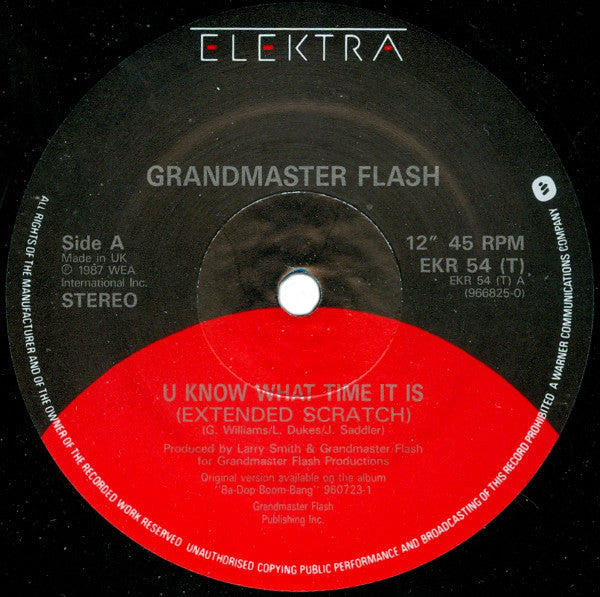 ELEKTRA
GRANDMASTER FLASH
Side A
Made in UK
℗ 1987 WEA
International Inc.
STEREO
12″ 45 RPM
EKR 54 (T)
EKR 54 (T) A
(966825-0)
U KNOW WHAT TIME IT IS
(EXTENDED SCRATCH)
(G. Williams/L. Dukes/J. Saddler)
Produced by Larry Smith & Grandmaster Flash
for Grandmaster Flash Productions
Original version available on the album
"Ba-Dop-Boom-Bang" 960723-1
Grandmaster Flash
Publishing Inc.
ALL RIGHTS OF THE MANUFACTURER AND OF THE OWNER OF THE RECORDED WORK RESERVED UNAUTHORISED COPYING PUBLIC PERFORMANCE AND BROADCASTING OF THIS RECORD PROHIBITED A WARNER COMMUNICATIONS COMPANY